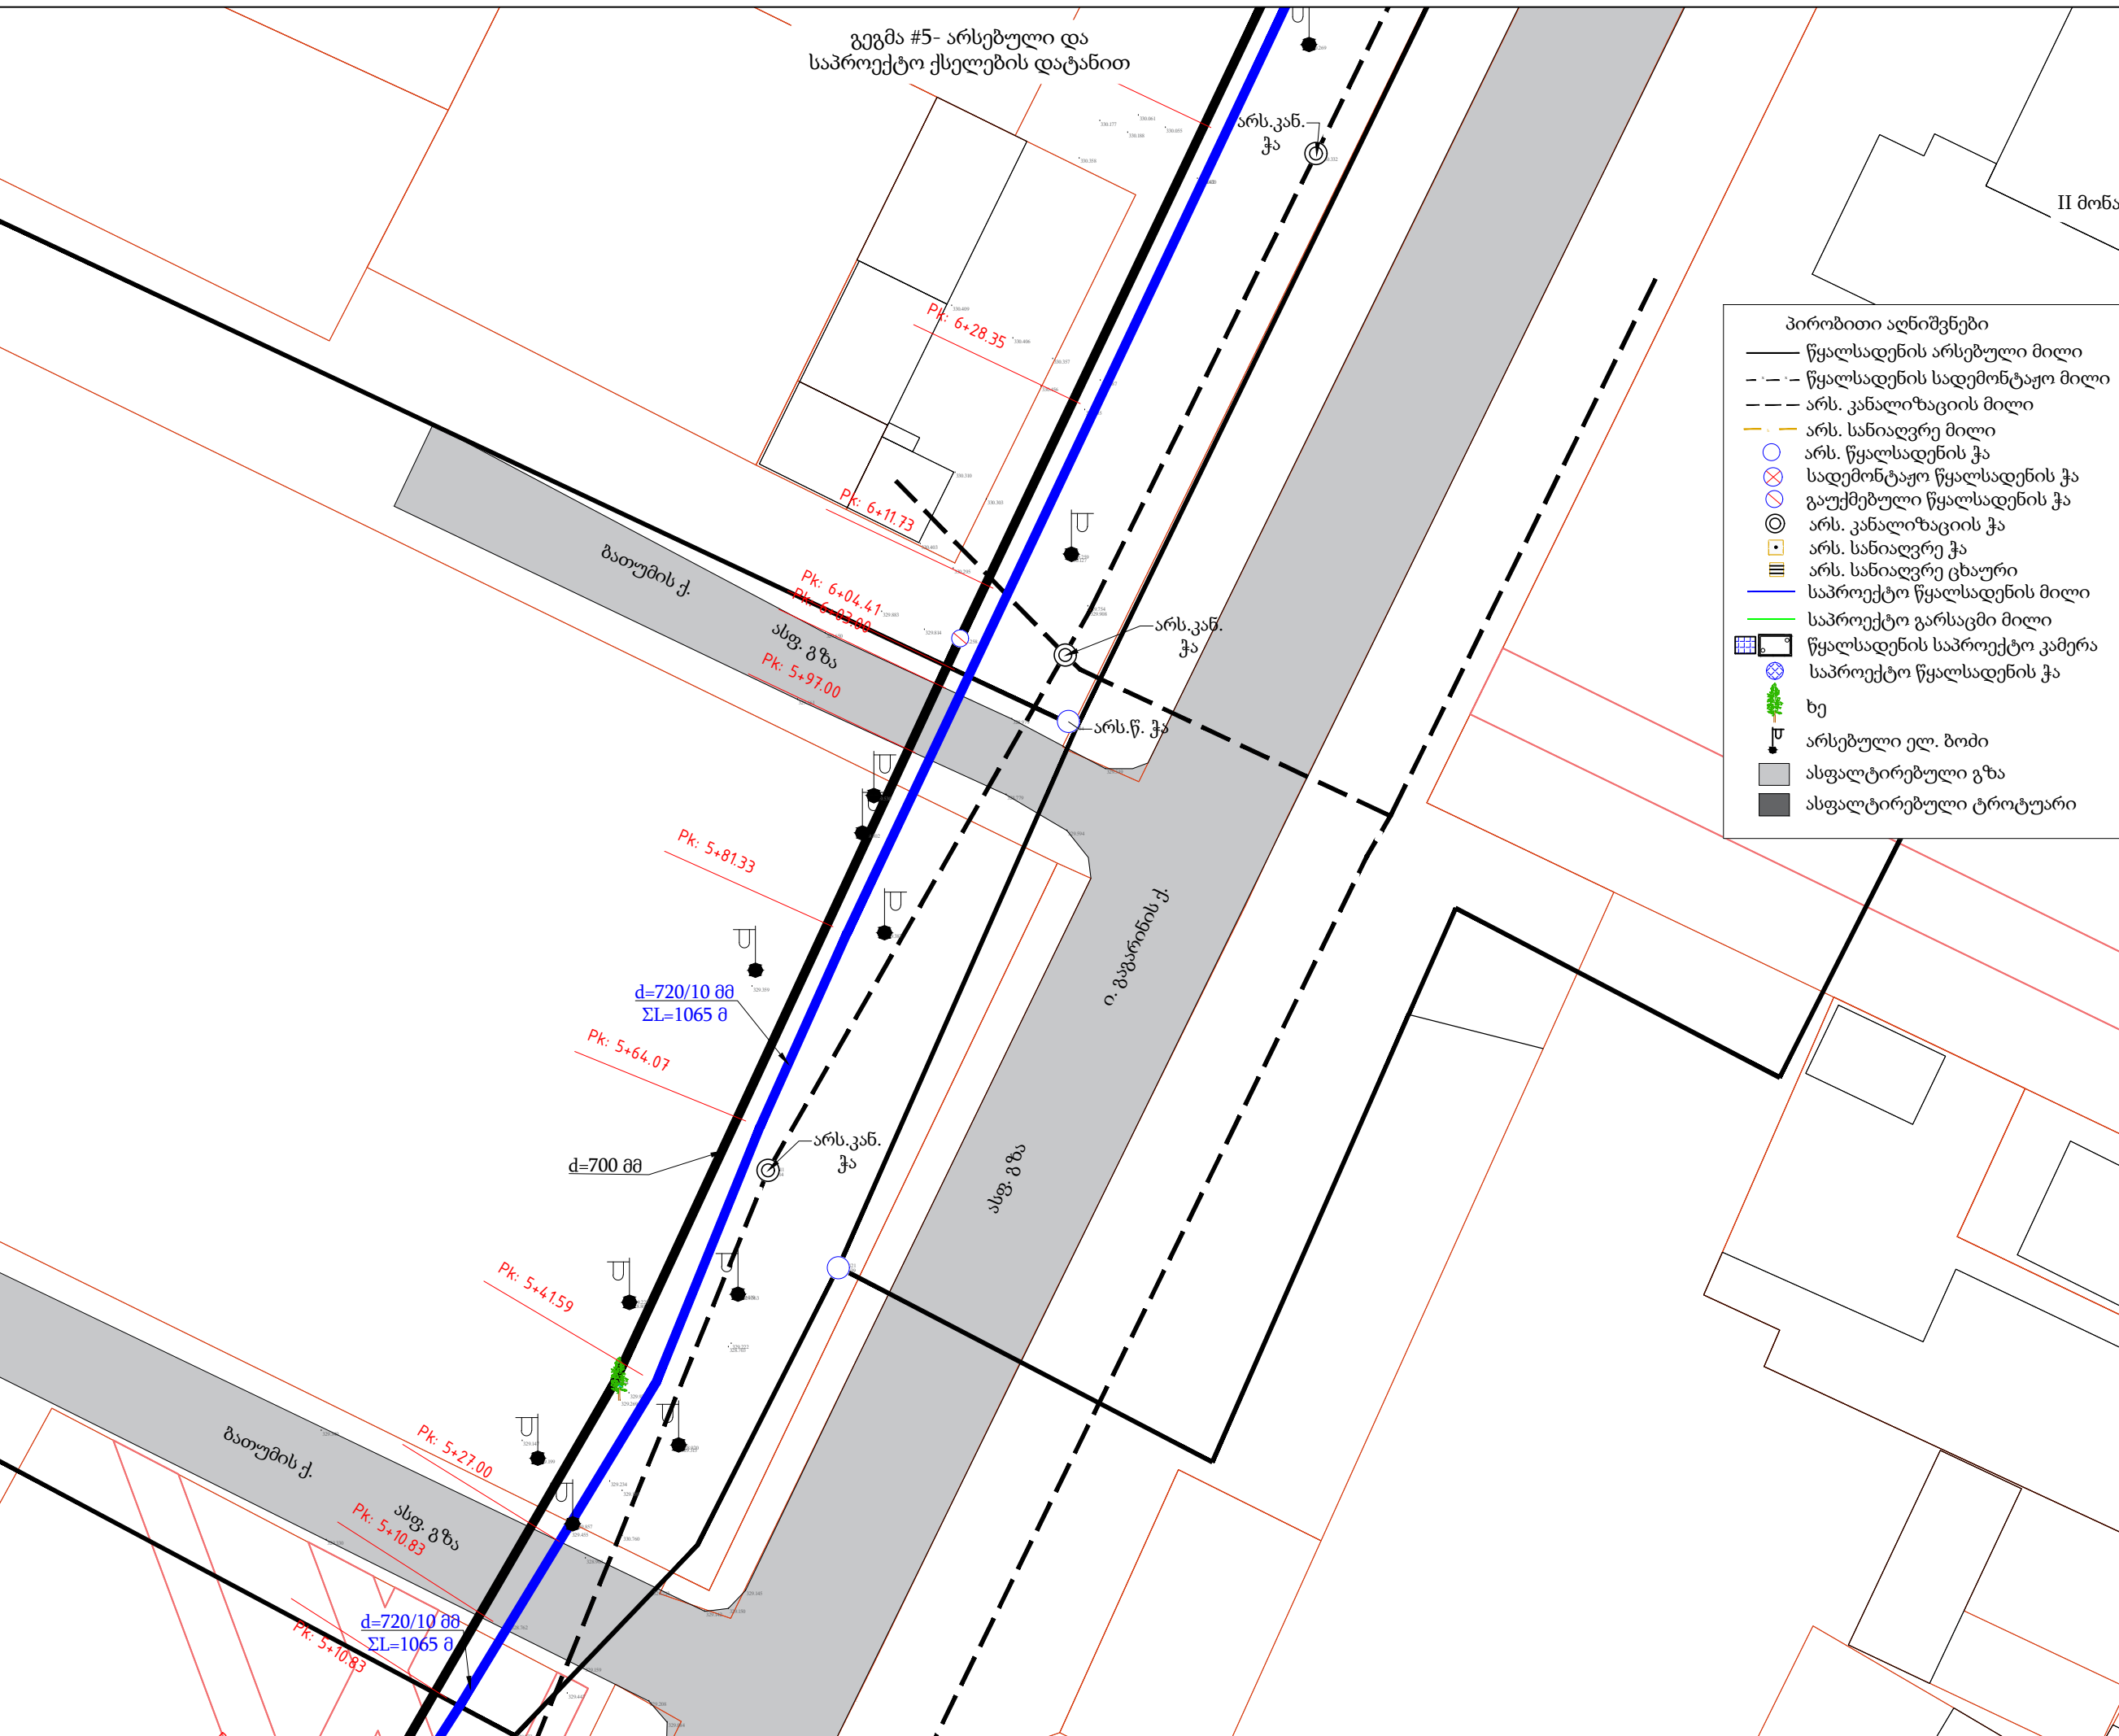 გეგმა #5- არსებული და
საპროექტო ქსელების დატანით
არს.კან.
ჭა
II მონა
Pk: 6+28.35
პირობითი აღნიშვნები
წყალსადენის არსებული მილი
წყალსადენის სადემონტაჟო მილი
არს. კანალიზაციის მილი
არს. სანიაღვრე მილი
არს. წყალსადენის ჭა
სადემონტაჟო წყალსადენის ჭა
გაუქმებული წყალსადენის ჭა
არს. კანალიზაციის ჭა
არს. სანიაღვრე ჭა
არს. სანიაღვრე ცხაური
საპროექტო წყალსადენის მილი
საპროექტო გარსაცმი მილი
წყალსადენის საპროექტო კამერა
საპროექტო წყალსადენის ჭა
ხე
არსებული ელ. ბოძი
ასფალტირებული გზა
ასფალტირებული ტროტუარი
Pk: 6+11.73
ბათუმის ქ.
Pk: 6+04.41
Pk: 6+03.00
ასფ. გზა
Pk: 5+97.00
არს.კან.
ჭა
არს.წ. ჭა
Pk: 5+81.33
ი. გაგარინის ქ.
d=720/10 მმ
ΣL=1065 მ
Pk: 5+64.07
არს.კან.
ჭა
d=700 მმ
ასფ. გზა
Pk: 5+41.59
ბათუმის ქ.
Pk: 5+27.00
ასფ. გზა
Pk: 5+10.83
d=720/10 მმ
ΣL=1065 მ
Pk: 5+10.83